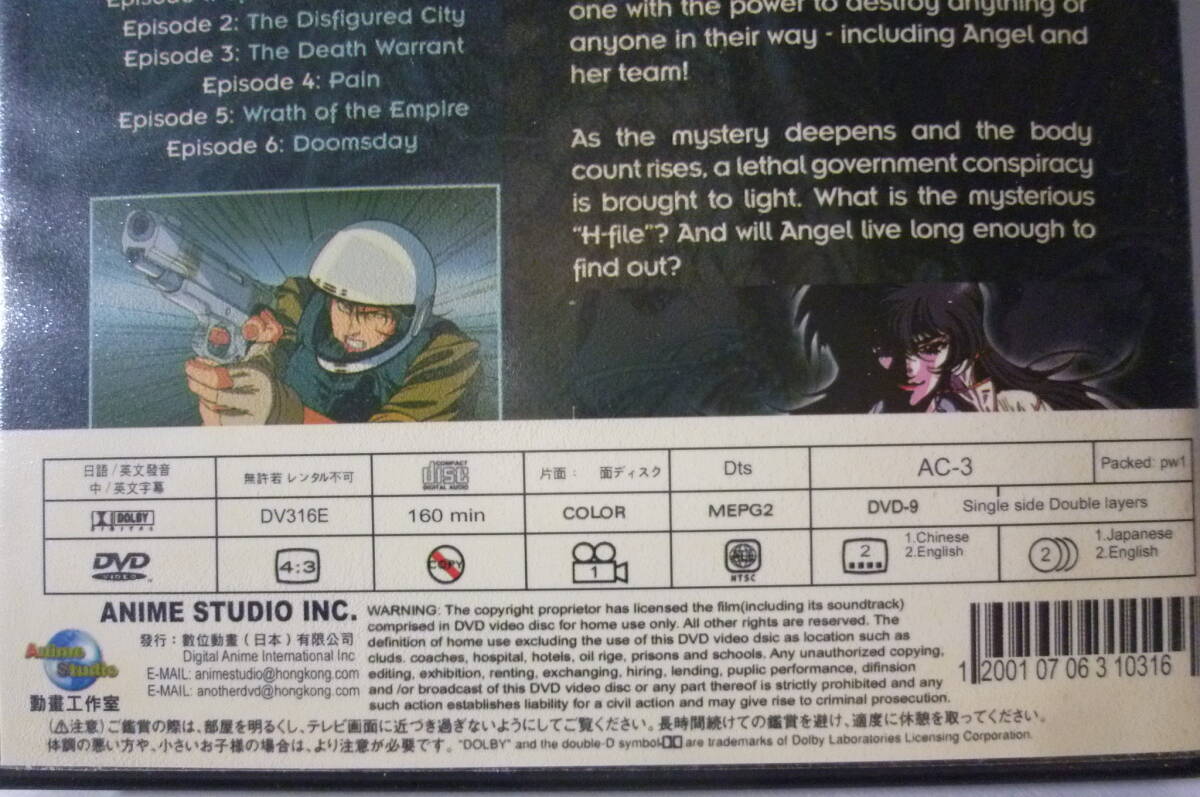 Episode 2: The Disfigured City
Episode 3: The Death Warrant
Episode 4: Pain
Episode 5: Wrath of the Empire
Episode 6: Doomsday
one with the power to destroy anything or
anyone in their way - including Angel and
her team!
As the mystery deepens and the body
count rises, a lethal government conspiracy
is brought to light. What is the mysterious
"H-file"? And will Angel live long enough to
find out?
日語/英文發音
中/英文字幕
無許若 レンタル不可
COMPACT
disc
DIGITAL AUDIO
片面： 面ディスク
Dts
AC-3
Packed: pw1
DOLBY
DIGITAL
DV316E
160 min
COLOR
MEPG2
DVD-9 Single side Double layers
DVD
VIDEO
4:3
COPY
1
ALL
NTSC
2
1.Chinese
2.English
2
1.Japanese
2.English
ANIME STUDIO INC.
發行：數位動畫（日本）有限公司
Digital Anime International Inc
E-MAIL: animestudio@hongkong.com
E-MAIL: anotherdvd@hongkong.com
Anime
Studio
動畫工作室
WARNING: The copyright proprietor has licensed the film(including its soundtrack)
comprised in DVD video disc for home use only. All other rights are reserved. The
definition of home use excluding the use of this DVD video dsic as location such as
cluds. coaches, hospital, hotels, oil rige, prisons and schools. Any unauthorized copying,
editing, exhibition, renting, exchanging, hiring, lending, puplic performance, difinsion
and /or broadcast of this DVD video disc or any part thereof is strictly prohibited and any
such action establishes liability for a civil action and may give rise to criminal prosecution.
1 2001 07 06 3 10316
(⚠注意) ご鑑賞の際は、部屋を明るくし、テレビ画面に近づき過ぎないようにしてご覧ください。長時間続けての鑑賞を避け、適度に休憩を取ってください。
体調の悪い方や、小さいお子様の場合は、より注意が必要です。"DOLBY" and the double-D symbol are trademarks of Dolby Laboratories Licensing Corporation.